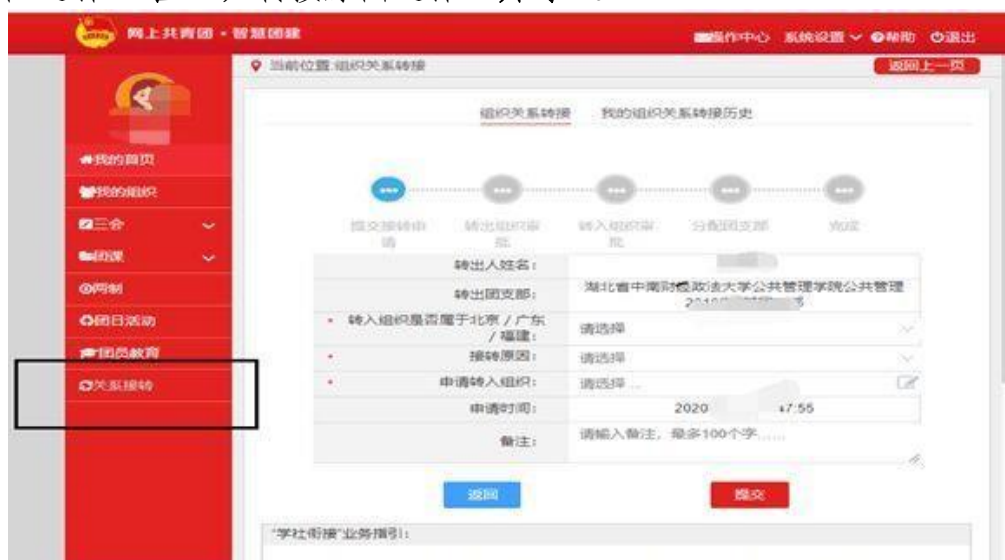 网上共青团·智慧团建
操作中心 系统设置 帮助 退出
当前位置:组织关系转接 返回上一页
组织关系转接 我的组织关系转接历史
我的首页
我的组织
三会
团课
两制
团日活动
团员教育
关系接转
提交接转申请
转出组织审批
转入组织审批
分配团支部
完成
转出人姓名:
转出团支部: 湖北省中南财经政法大学公共管理学院公共管理
转入组织是否属于北京/广东
/福建: 请选择
接转原因: 请选择
申请转入组织: 请选择...
申请时间: 2020 47:55
备注: 请输入备注,最多100个字......
返回 提交
"学社衔接"业务指引: